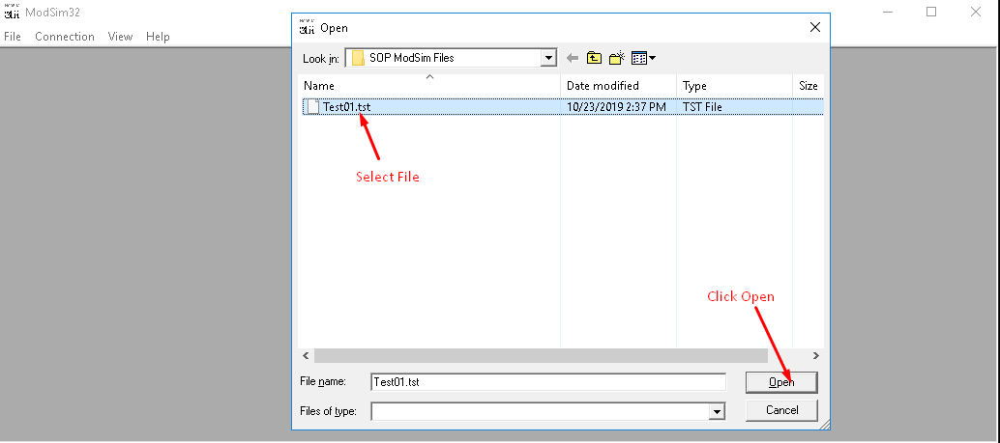 ModSim32
File Connection View Help
Open
Look in: SOP ModSim Files
Name Date modified Type Size
Test01.tst 10/23/2019 2:37 PM TST File
Select File
Click Open
File name: Test01.tst Open
Files of type: Cancel